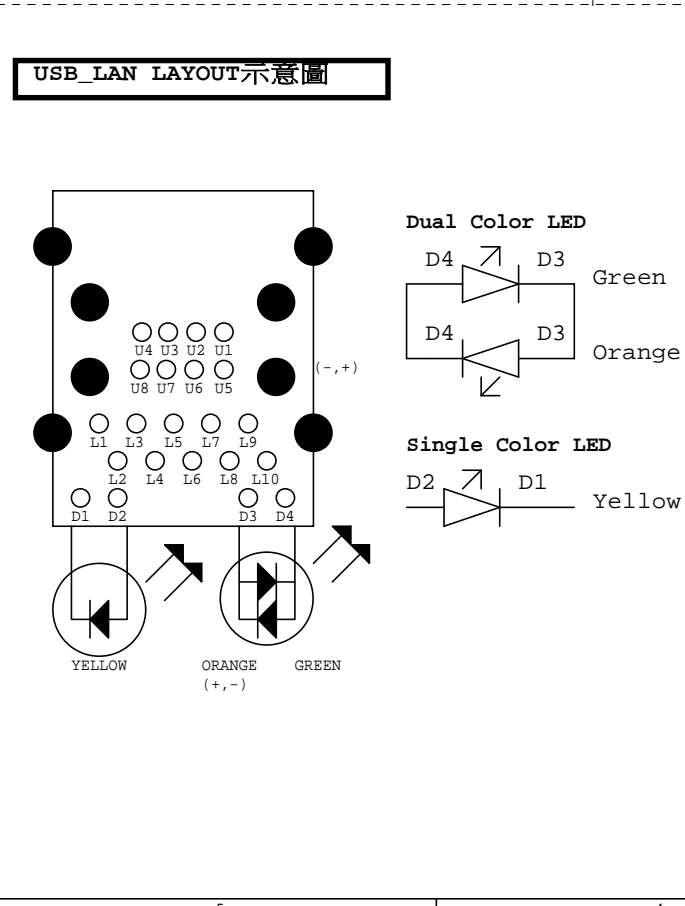 USB_LAN LAYOUT示意圖
Dual Color LED
D4 D3
Green
D4 D3
Orange
Single Color LED
D2 D1
Yellow
U4 U3 U2 U1
(-,+)
U8 U7 U6 U5
L1 L3 L5 L7 L9
L2 L4 L6 L8 L10
D1 D2 D3 D4
YELLOW ORANGE GREEN
(+,-)